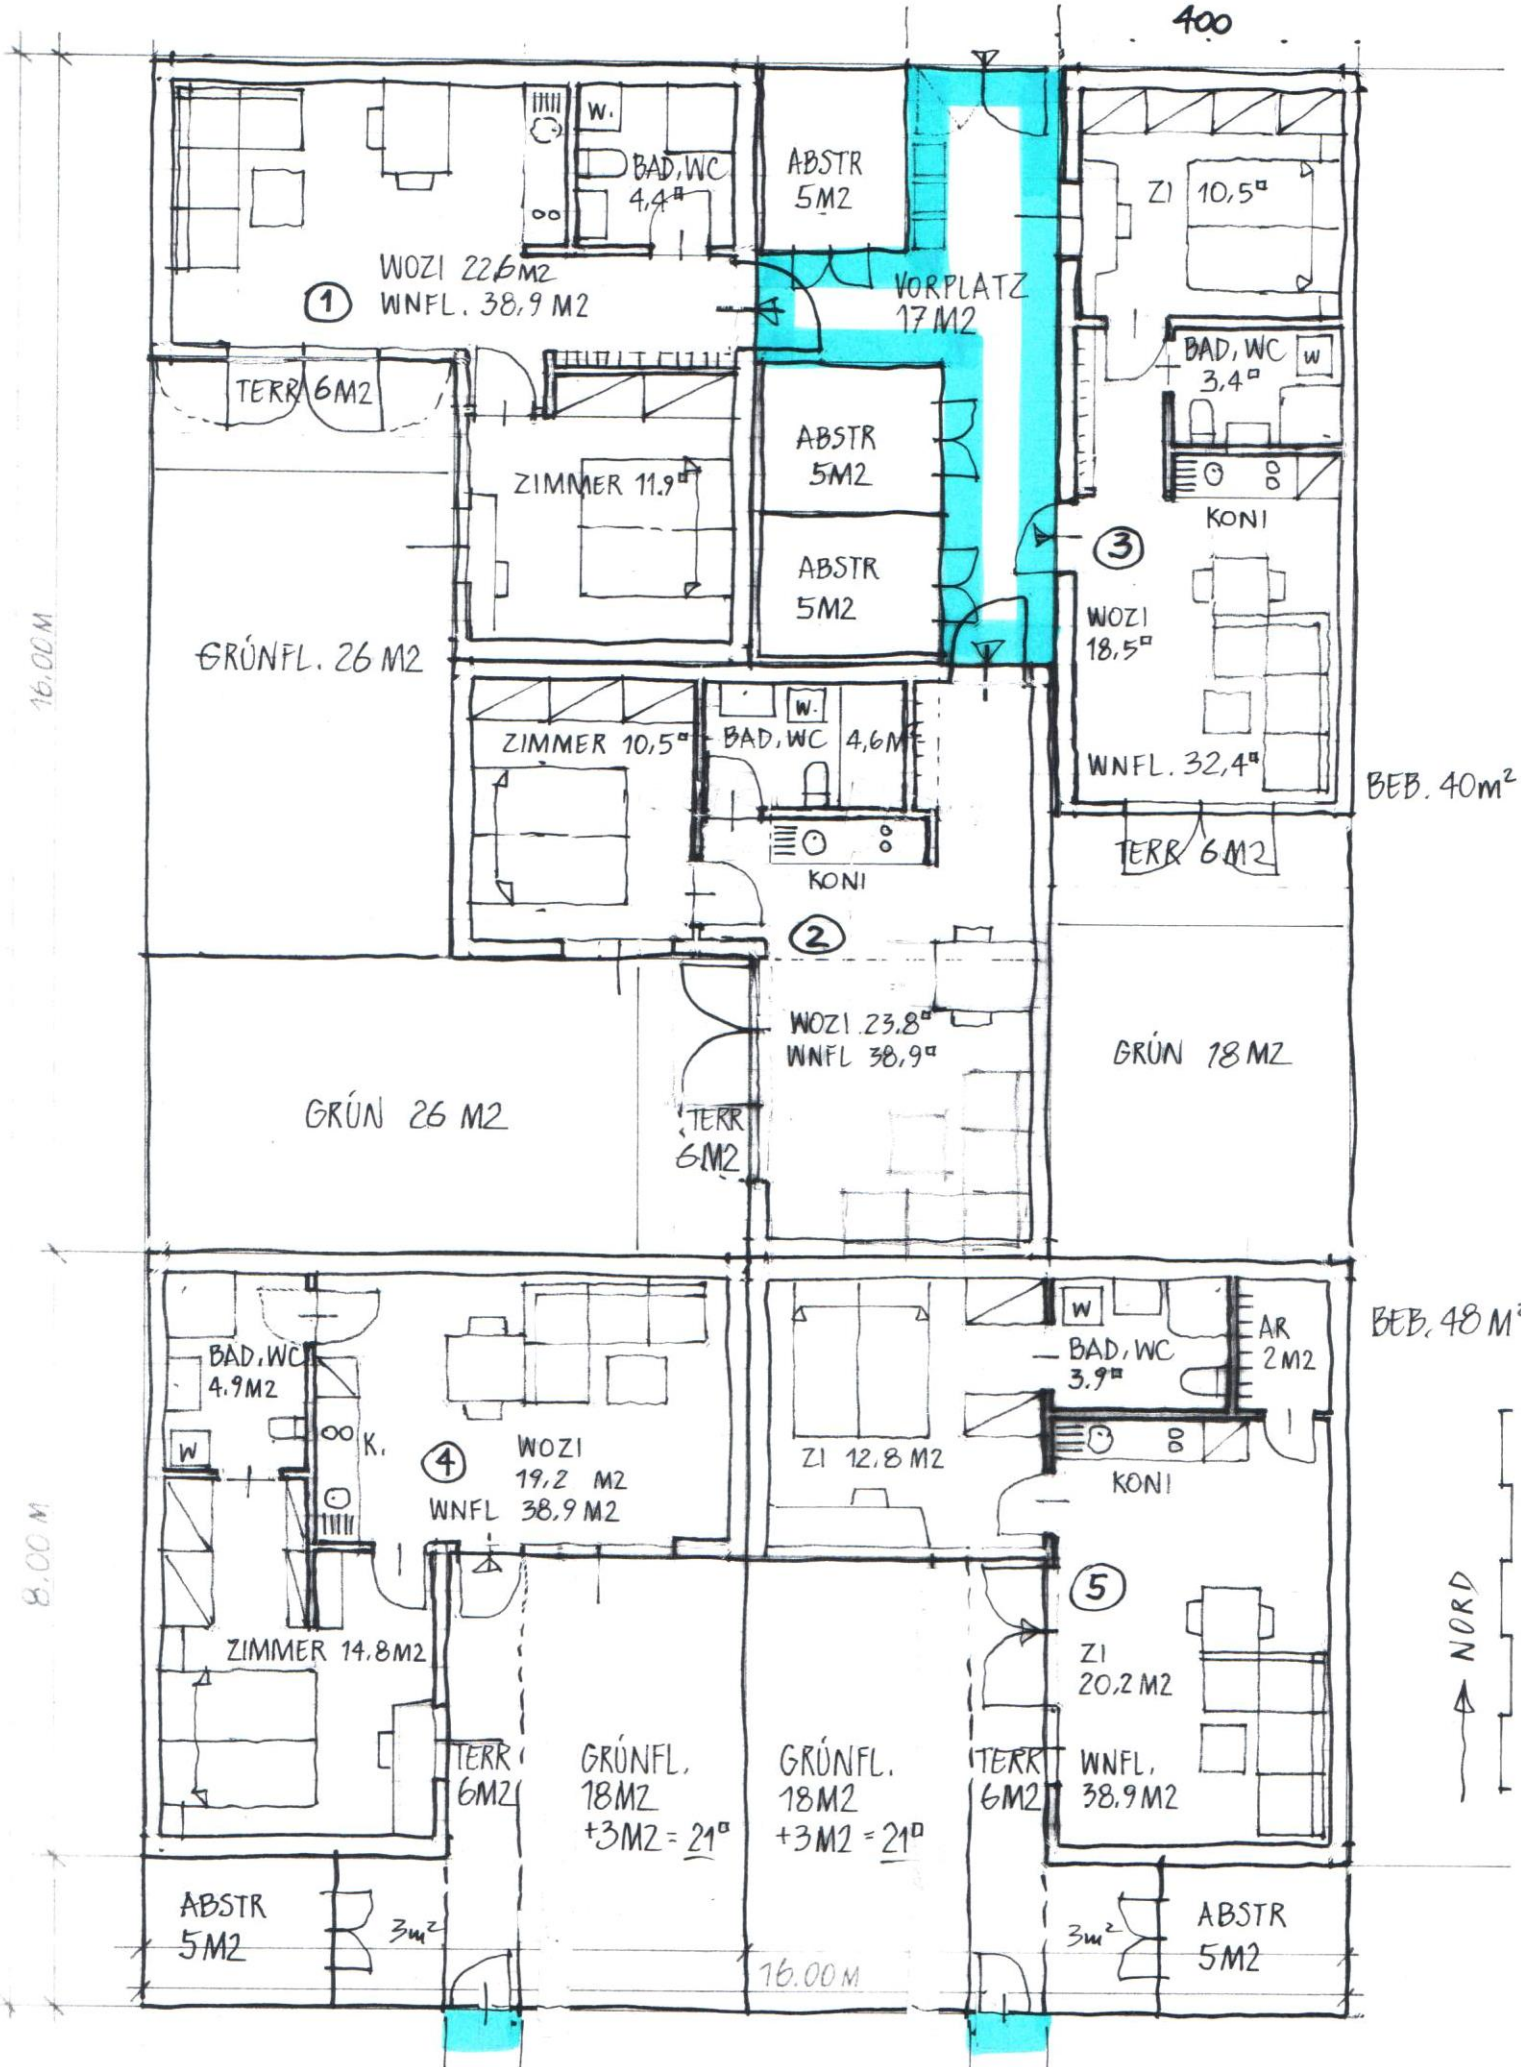 400
W.
BAD, WC
4,4¤
ABSTR
5M2
ZI 10,5¤
WOZI 22,6M2
1
WNFL. 38,9 M2
VORPLATZ
17 M2
BAD, WC
3,4¤
W
TERR 6M2
ABSTR
5M2
ZIMMER 11.9¤
KONI
3
ABSTR
5M2
WOZI
18,5¤
16.00M
GRÜNFL. 26 M2
W.
ZIMMER 10,5¤
BAD, WC 4,6M
WNFL. 32,4¤
BEB. 40m²
TERR 6M2
KONI
2
WOZI 23.8¤
WNFL 38,9¤
GRÜN 18 M2
GRÜN 26 M2
TERR
6M2
W
BAD, WC
3.9¤
AR
2M2
BEB. 48 M²
BAD, WC
4.9M2
W
K.
4
WOZI
19,2 M2
WNFL 38,9 M2
ZI 12,8 M2
KONI
8.00 M
5
NORD
ZIMMER 14.8M2
ZI
20,2 M2
TERR
6M2
GRÜNFL.
18M2
+3M2 = 21¤
GRÜNFL.
18M2
+3M2 = 21¤
TERR
6M2
WNFL.
38.9M2
ABSTR
5M2
3m²
3m²
ABSTR
5M2
16.00M